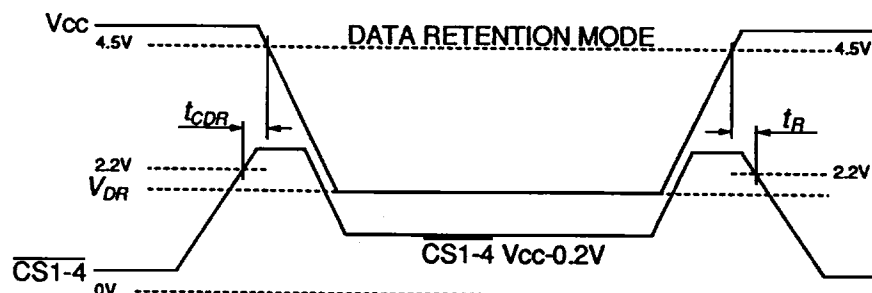 Vcc
4.5V DATA RETENTION MODE 4.5V
tCDR tR
2.2V 2.2V
VDR
CS1-4 Vcc-0.2V
CS1-4
0V